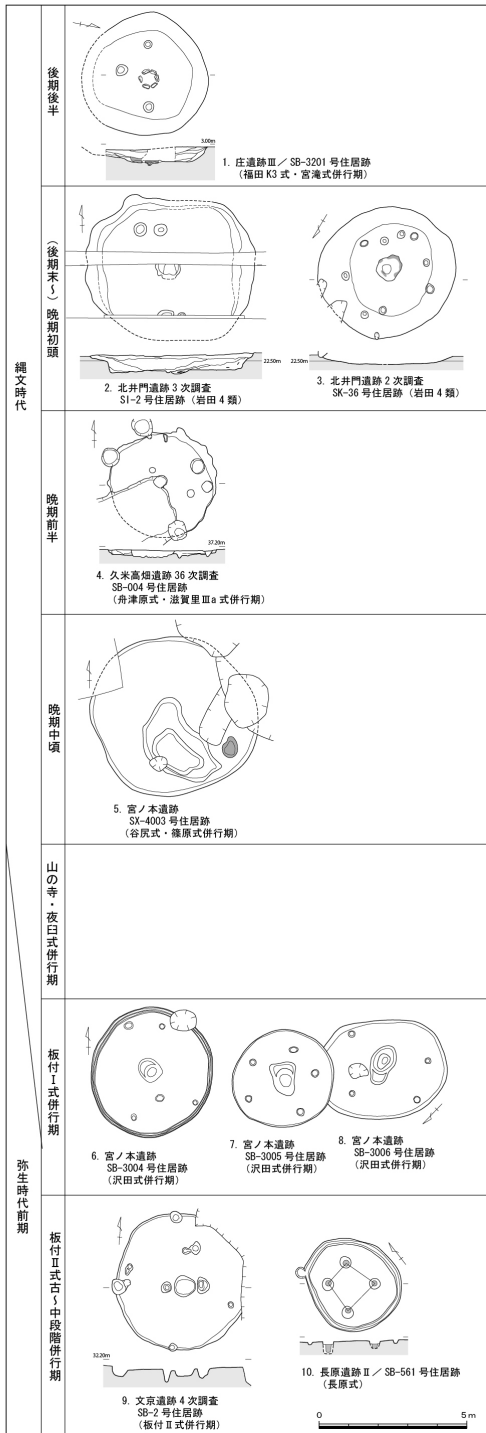 縄文時代
弥生時代前期
後期後半
3.00m
1. 庄遺跡Ⅲ／ SB-3201 号住居跡
(福田 K3 式・宮滝式併行期)
(後期末～) 晩期初頭
22.50m
2. 北井門遺跡 3 次調査
SI-2 号住居跡 (岩田 4 類)
22.50m
3. 北井門遺跡 2 次調査
SK-36 号住居跡 (岩田 4 類)
晩期前半
37.20m
4. 久米高畑遺跡 36 次調査
SB-004 号住居跡
(舟津原式・滋賀里Ⅲa 式併行期)
晩期中頃
5. 宮ノ本遺跡
SX-4003 号住居跡
(谷尻式・篠原式併行期)
山の寺・夜臼式併行期
板付Ⅰ式併行期
6. 宮ノ本遺跡
SB-3004 号住居跡
(沢田式併行期)
7. 宮ノ本遺跡
SB-3005 号住居跡
(沢田式併行期)
8. 宮ノ本遺跡
SB-3006 号住居跡
(沢田式併行期)
板付Ⅱ式古～中段階併行期
32.20m
9. 文京遺跡 4 次調査
SB-2 号住居跡
(板付Ⅱ式併行期)
10. 長原遺跡Ⅱ／ SB-561 号住居跡
(長原式)
0 5m